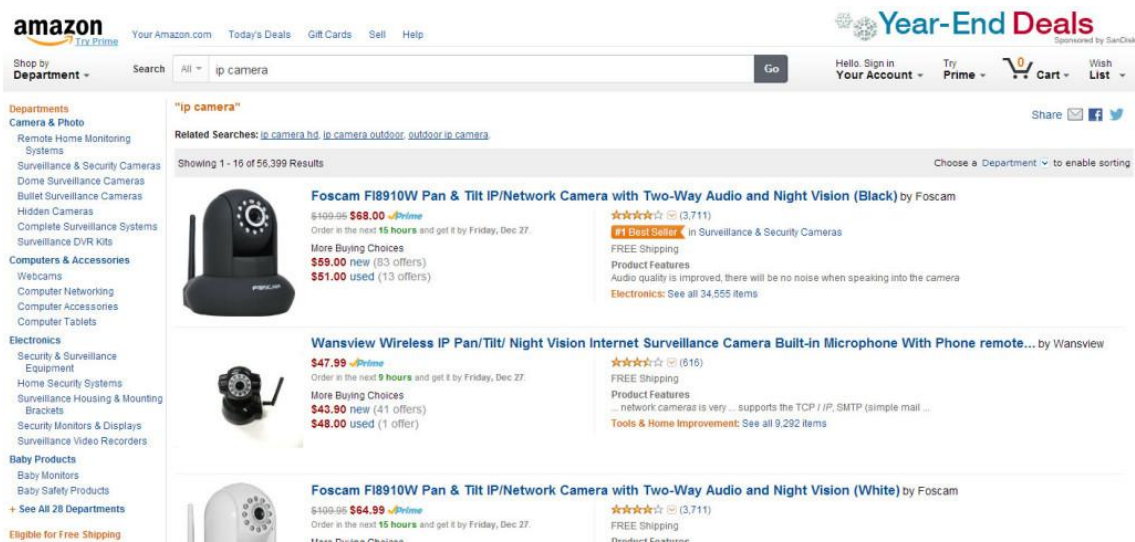 amazon
Try Prime
Your Amazon.com Today's Deals Gift Cards Sell Help
Year-End Deals
Sponsored by SanDisk
Shop by
Department
Search All ip camera Go
Hello. Sign in
Your Account
Try
Prime
0
Cart
Wish
List
Departments
Camera & Photo
Remote Home Monitoring
Systems
Surveillance & Security Cameras
Dome Surveillance Cameras
Bullet Surveillance Cameras
Hidden Cameras
Complete Surveillance Systems
Surveillance DVR Kits
Computers & Accessories
Webcams
Computer Networking
Computer Accessories
Computer Tablets
Electronics
Security & Surveillance
Equipment
Home Security Systems
Surveillance Housing & Mounting
Brackets
Security Monitors & Displays
Surveillance Video Recorders
Baby Products
Baby Monitors
Baby Safety Products
+ See All 28 Departments
Eligible for Free Shipping
"ip camera"
Share
Related Searches: ip camera hd, ip camera outdoor, outdoor ip camera.
Showing 1 - 16 of 56,399 Results
Choose a Department to enable sorting
Foscam FI8910W Pan & Tilt IP/Network Camera with Two-Way Audio and Night Vision (Black) by Foscam
$109.95 $68.00 Prime
Order in the next 15 hours and get it by Friday, Dec 27.
More Buying Choices
$59.00 new (83 offers)
$51.00 used (13 offers)
(3,711)
#1 Best Seller in Surveillance & Security Cameras
FREE Shipping
Product Features
Audio quality is improved, there will be no noise when speaking into the camera
Electronics: See all 34,555 items
FOSCAM
Wansview Wireless IP Pan/Tilt/ Night Vision Internet Surveillance Camera Built-in Microphone With Phone remote... by Wansview
$47.99 Prime
Order in the next 9 hours and get it by Friday, Dec 27.
More Buying Choices
$43.90 new (41 offers)
$48.00 used (1 offer)
(616)
FREE Shipping
Product Features
... network cameras is very ... supports the TCP / IP, SMTP (simple mail ...
Tools & Home Improvement: See all 9,292 items
Foscam FI8910W Pan & Tilt IP/Network Camera with Two-Way Audio and Night Vision (White) by Foscam
$109.95 $64.99 Prime
Order in the next 15 hours and get it by Friday, Dec 27.
More Buying Choices
(3,711)
FREE Shipping
Product Features